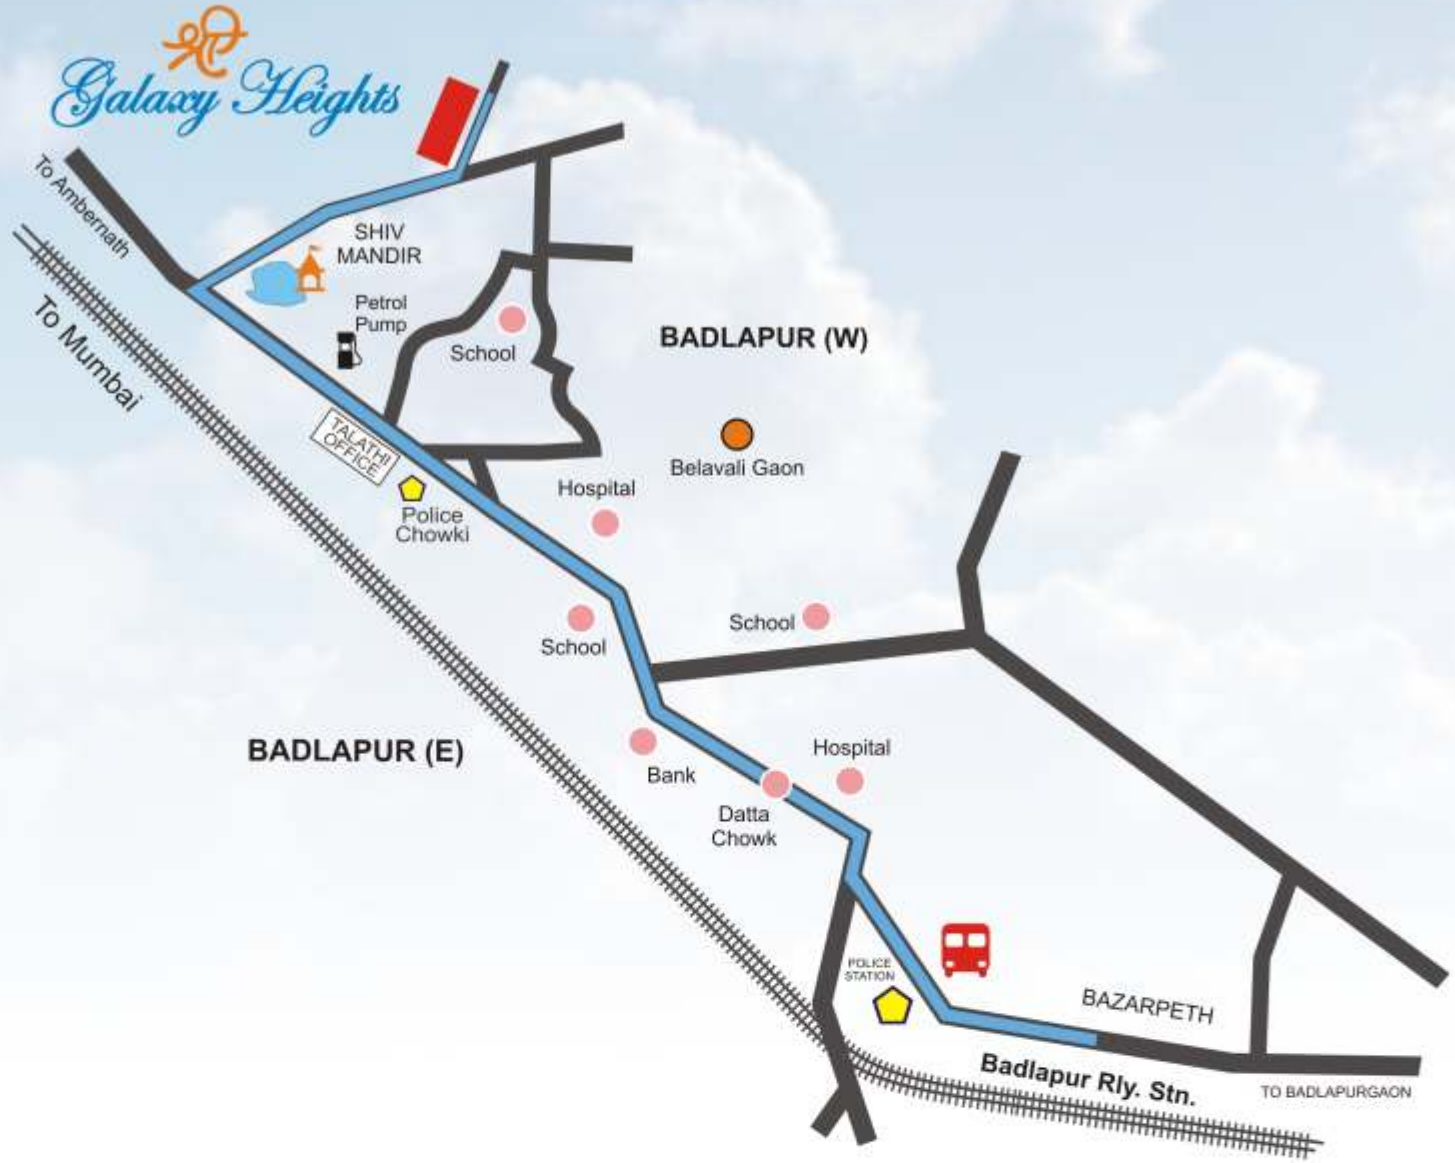 श्री
Galaxy Heights
To Ambernath
To Mumbai
SHIV
MANDIR
Petrol
Pump
School
BADLAPUR (W)
TALATHI
OFFICE
Belavali Gaon
Hospital
Police
Chowki
School
School
BADLAPUR (E)
Bank
Hospital
Datta
Chowk
POLICE
STATION
BAZARPETH
Badlapur Rly. Stn.
TO BADLAPURGAON